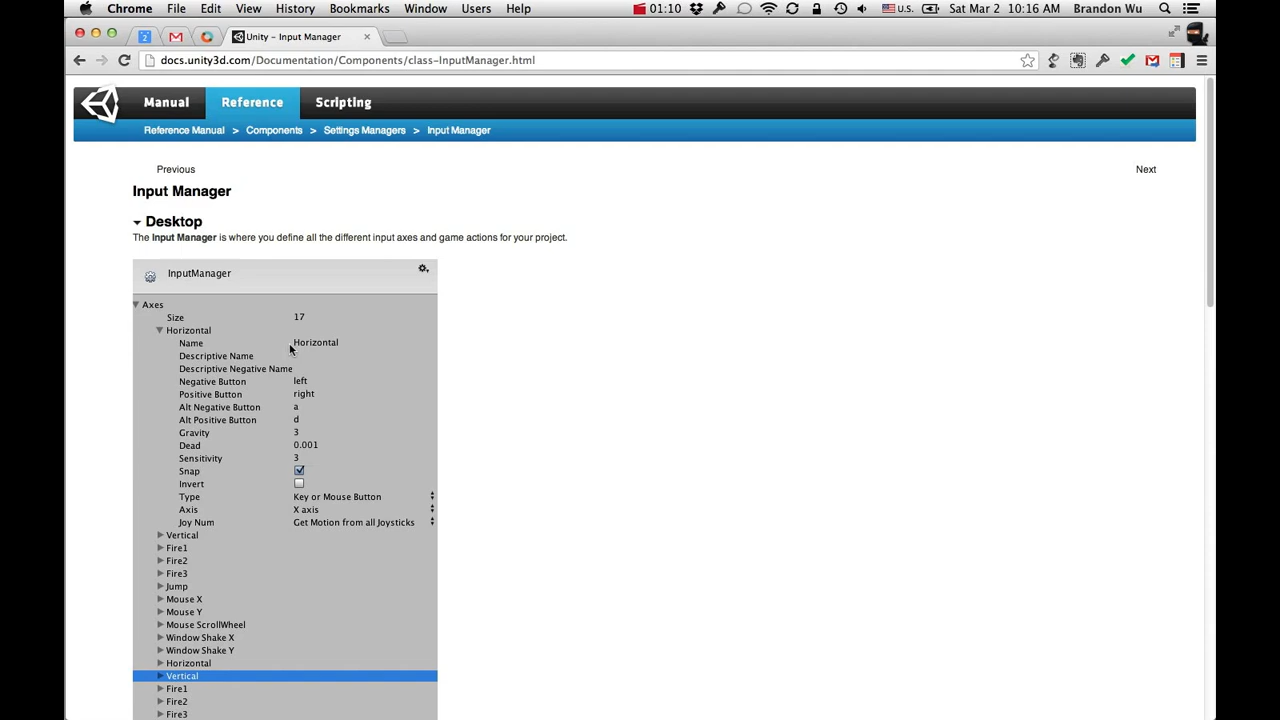 Chrome File Edit View History Bookmarks Window Users Help 01:10 U.S. Sat Mar 2 10:16 AM Brandon Wu
2 Unity – Input Manager ×
docs.unity3d.com/Documentation/Components/class-InputManager.html
Manual Reference Scripting
Reference Manual > Components > Settings Managers > Input Manager
Previous Next
Input Manager
Desktop
The Input Manager is where you define all the different input axes and game actions for your project.
InputManager
Axes
Size 17
Horizontal
Name Horizontal
Descriptive Name
Descriptive Negative Name
Negative Button left
Positive Button right
Alt Negative Button a
Alt Positive Button d
Gravity 3
Dead 0.001
Sensitivity 3
Snap
Invert
Type Key or Mouse Button
Axis X axis
Joy Num Get Motion from all Joysticks
Vertical
Fire1
Fire2
Fire3
Jump
Mouse X
Mouse Y
Mouse ScrollWheel
Window Shake X
Window Shake Y
Horizontal
Vertical
Fire1
Fire2
Fire3